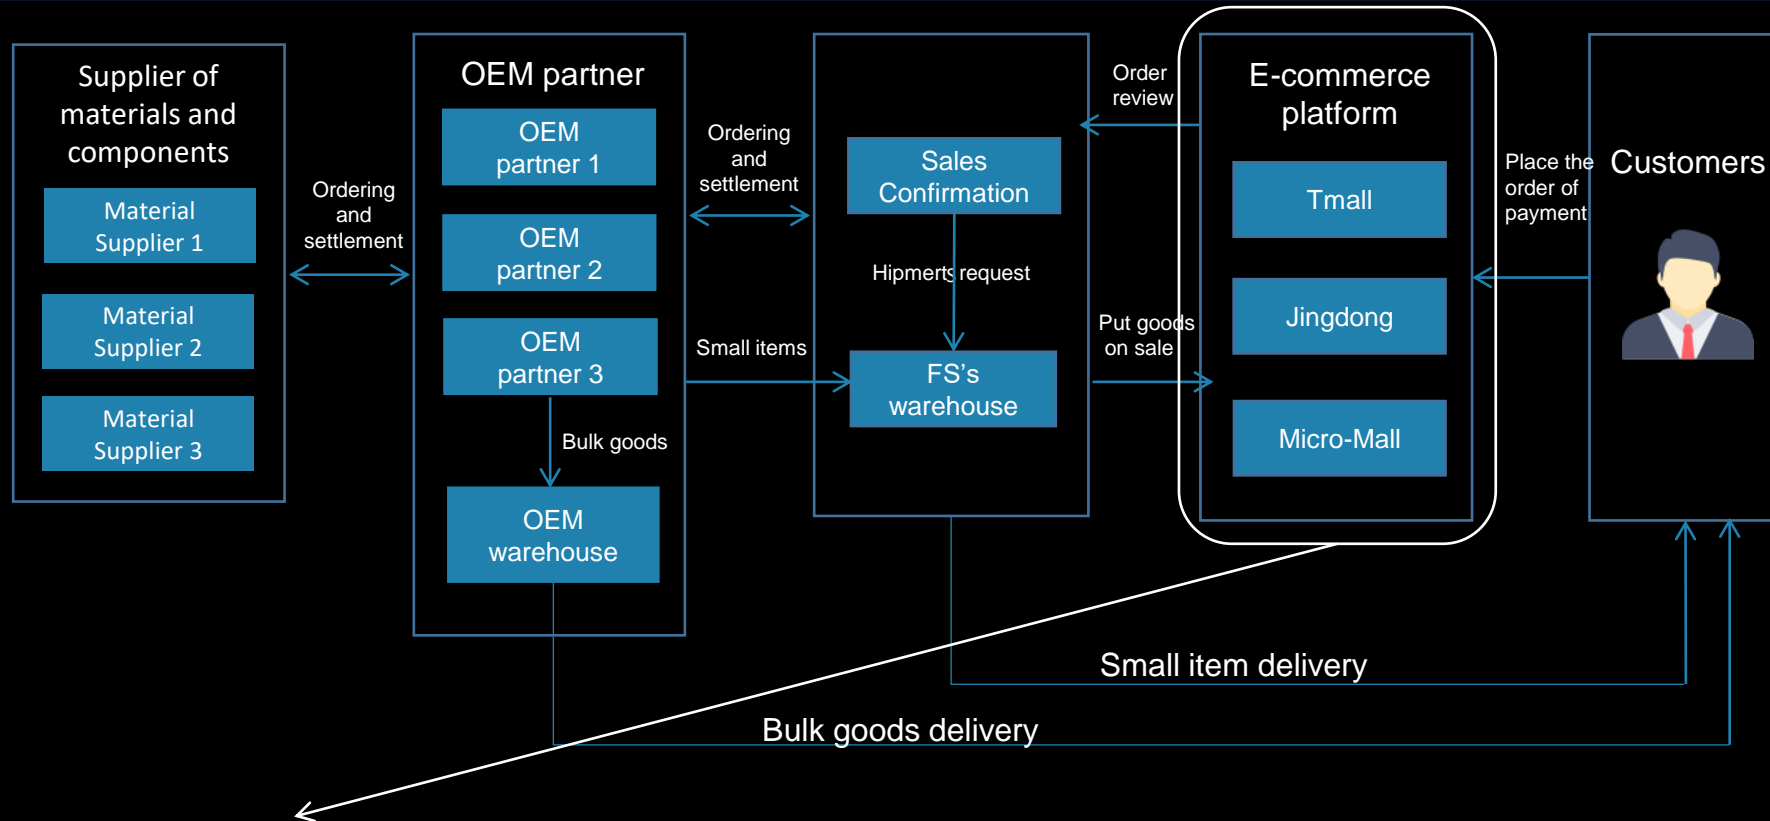 Supplier of
materials and
components
Material
Supplier 1
Material
Supplier 2
Material
Supplier 3
Ordering
and
settlement
OEM partner
OEM
partner 1
OEM
partner 2
OEM
partner 3
Bulk goods
OEM
warehouse
Ordering
and
settlement
Small items
Sales
Confirmation
Hipmerts request
FS's
warehouse
Order
review
Put goods
on sale
E-commerce
platform
Tmall
Jingdong
Micro-Mall
Place the
order of
payment
Customers
Small item delivery
Bulk goods delivery